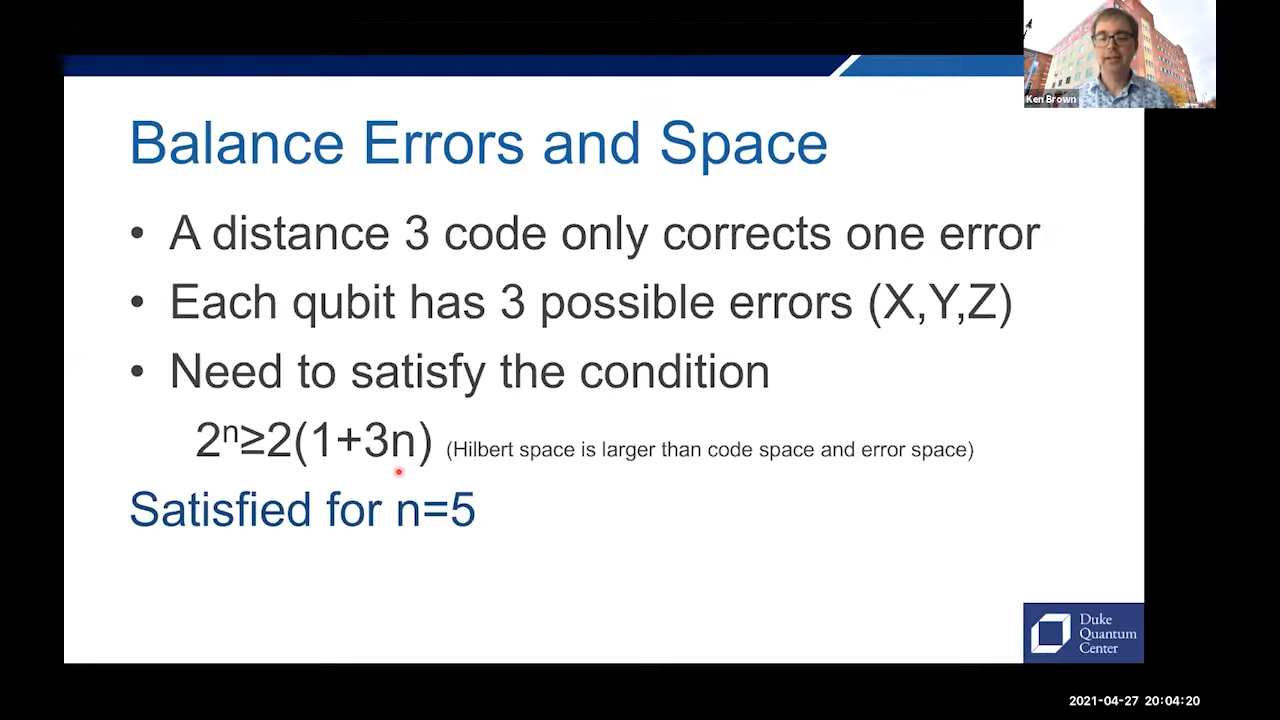 Ken Brown
Balance Errors and Space
• A distance 3 code only corrects one error
• Each qubit has 3 possible errors (X,Y,Z)
• Need to satisfy the condition
2ⁿ≥2(1+3n) (Hilbert space is larger than code space and error space)
Satisfied for n=5
Duke
Quantum
Center
2021-04-27 20:04:20